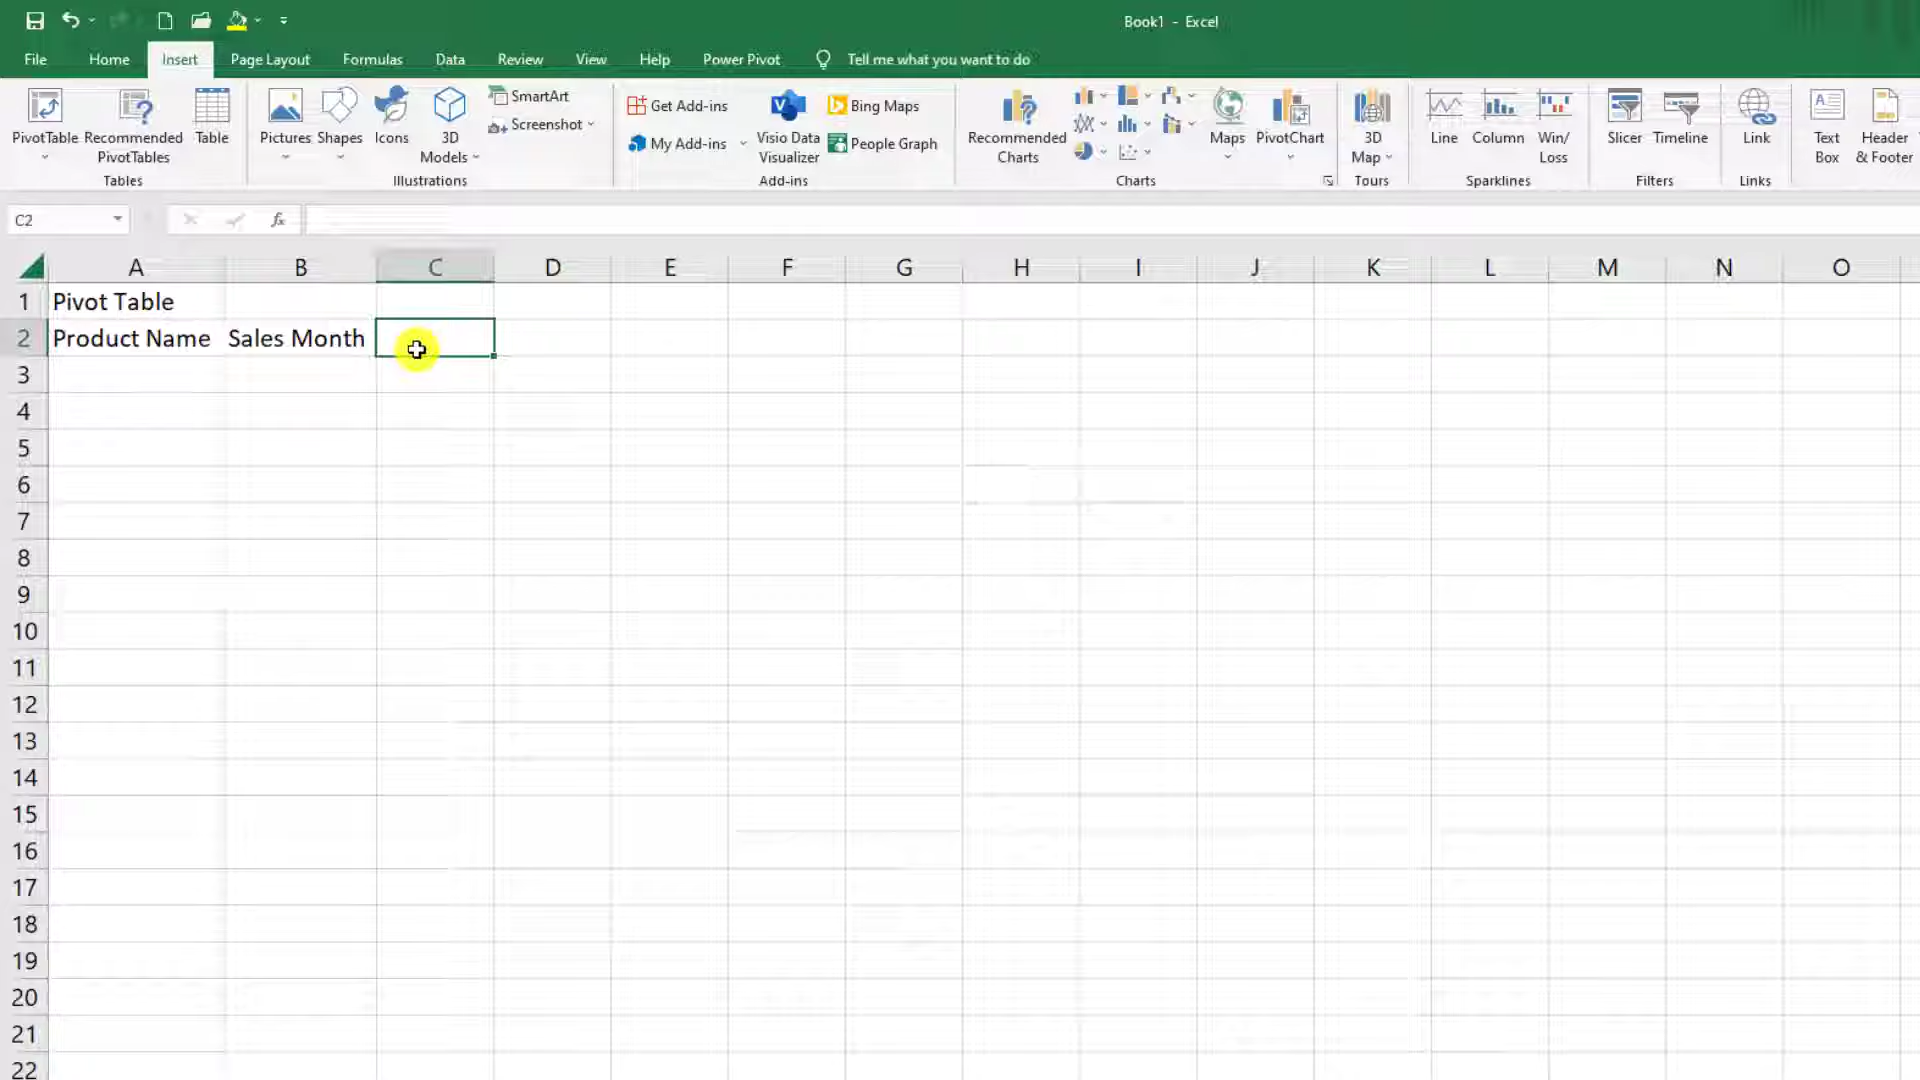 Book1 - Excel
File Home Insert Page Layout Formulas Data Review View Help Power Pivot Tell me what you want to do
PivotTable
Recommended
PivotTables
Table
Tables
Pictures
Shapes
Icons
3D
Models
SmartArt
Screenshot
Illustrations
Get Add-ins
My Add-ins
Visio Data
Visualizer
Bing Maps
People Graph
Add-ins
Recommended
Charts
Maps
PivotChart
Charts
3D
Map
Tours
Line
Column
Win/
Loss
Sparklines
Slicer
Timeline
Filters
Link
Links
Text
Box
Header
& Footer
C2 fx
A B C D E F G H I J K L M N O
1 Pivot Table
2 Product Name Sales Month
3
4
5
6
7
8
9
10
11
12
13
14
15
16
17
18
19
20
21
22